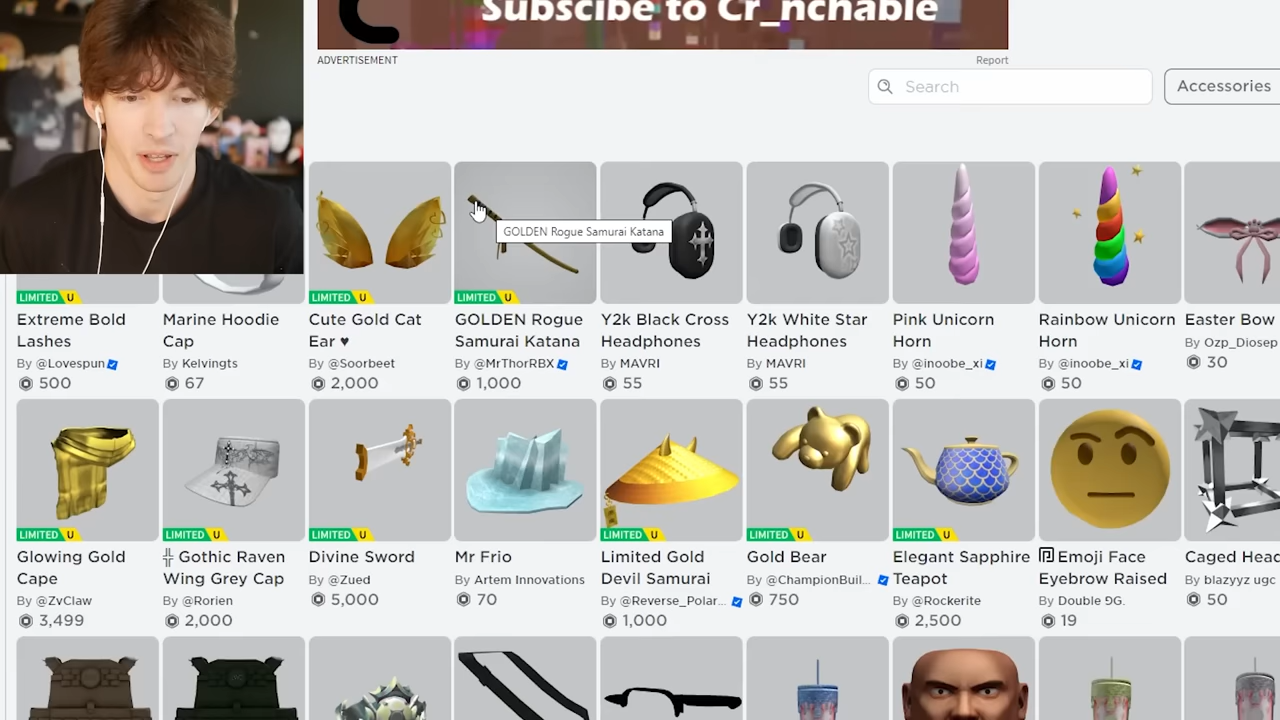 Subscibe to Cr_nchable
ADVERTISEMENT
Report
Search
Accessories
GOLDEN Rogue Samurai Katana
LIMITED U
LIMITED U
LIMITED U
Extreme Bold
Lashes
By @Lovespun
500
Marine Hoodie
Cap
By Kelvingts
67
Cute Gold Cat
Ear ♥
By @Soorbeet
2,000
GOLDEN Rogue
Samurai Katana
By @MrThorRBX
1,000
Y2k Black Cross
Headphones
By MAVRI
55
Y2k White Star
Headphones
By MAVRI
55
Pink Unicorn
Horn
By @inoobe_xi
50
Rainbow Unicorn
Horn
By @inoobe_xi
50
Easter Bow
By Ozp_Diosep
30
LIMITED U
LIMITED U
LIMITED U
LIMITED U
LIMITED U
LIMITED U
Glowing Gold
Cape
By @ZvClaw
3,499
╬ Gothic Raven
Wing Grey Cap
By @Rorien
2,000
Divine Sword
By @Zued
5,000
Mr Frio
By Artem Innovations
70
Limited Gold
Devil Samurai
By @Reverse_Polar...
1,000
Gold Bear
By @ChampionBuil...
750
Elegant Sapphire
Teapot
By @Rockerite
2,500
Emoji Face
Eyebrow Raised
By Double ϑG.
19
Caged Head
By blazyyz ugc
50